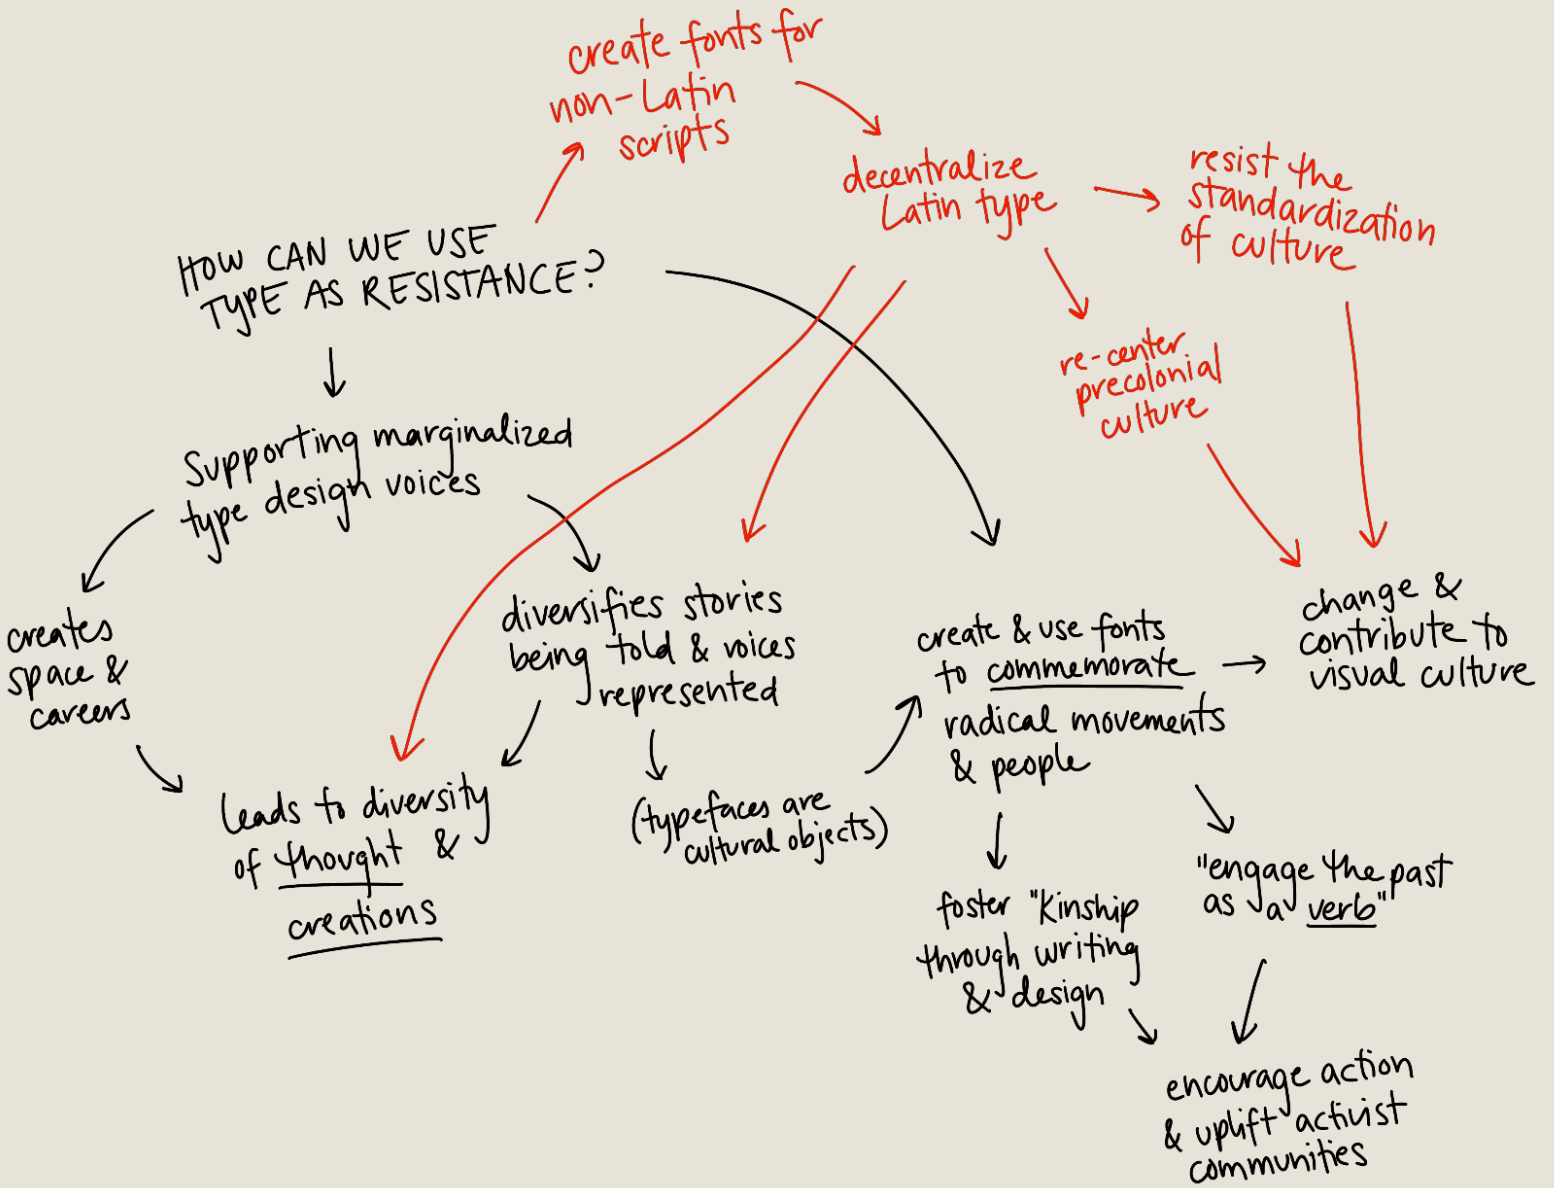 create fonts for
non-Latin
scripts
decentralize
Latin type
resist the
standardization
of culture
HOW CAN WE USE
TYPE AS RESISTANCE?
re-center
precolonial
culture
Supporting marginalized
type design voices
creates
space &
careers
diversifies stories
being told & voices
represented
create & use fonts
to commemorate
radical movements
& people
change &
contribute to
visual culture
leads to diversity
of thought &
creations
(typefaces are
cultural objects)
foster "Kinship
through writing
& design
"engage the past
as a verb"
encourage action
& uplift activist
communities